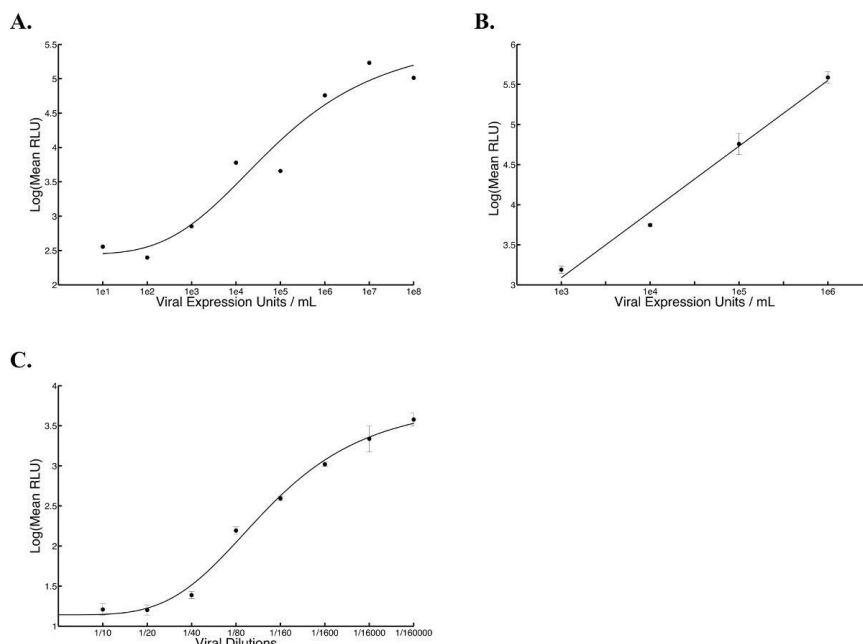 A.
5.5
5
4.5
4
3.5
3
2.5
2
Log(Mean RLU)
1e1 1e2 1e3 1e4 1e5 1e6 1e7 1e8
Viral Expression Units / mL
B.
6
5.5
5
4.5
4
3.5
3
Log(Mean RLU)
1e3 1e4 1e5 1e6
Viral Expression Units / mL
C.
4
3.5
3
2.5
2
1.5
1
Log(Mean RLU)
1/10 1/20 1/40 1/80 1/160 1/1600 1/16000 1/160000
Viral Dilutions